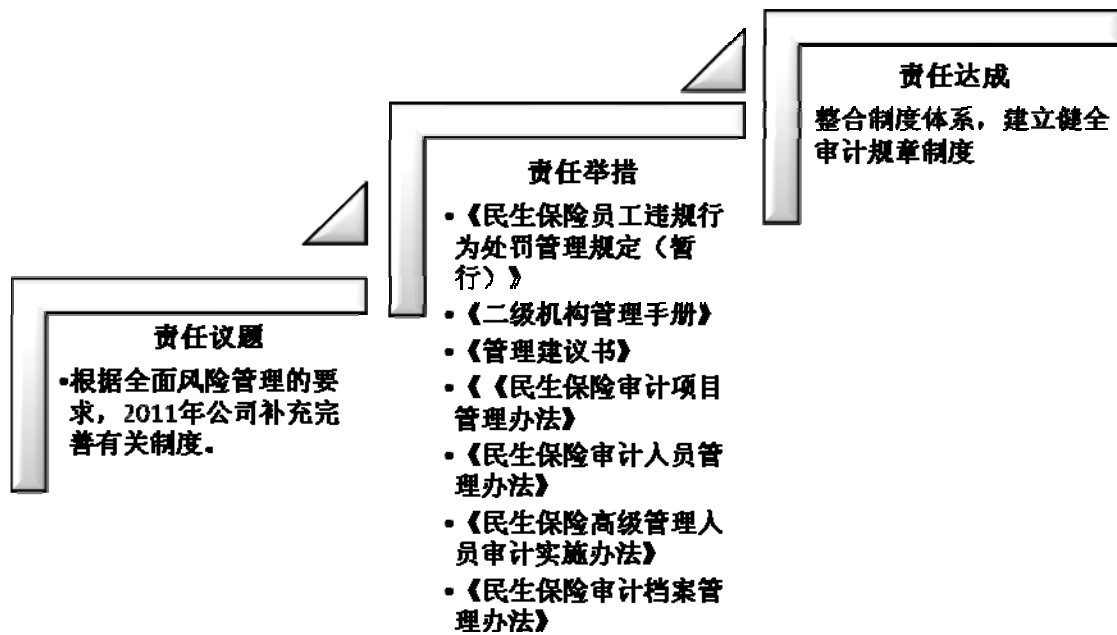 责任议题
•根据全面风险管理的要
求，2011年公司补充完
善有关制度。
责任举措
•《民生保险员工违规行
为处罚管理规定（暂
行）》
•《二级机构管理手册》
•《管理建议书》
•《《民生保险审计项目
管理办法》
•《民生保险审计人员管
理办法》
•《民生保险高级管理人
员审计实施办法》
•《民生保险审计档案管
理办法》
责任达成
整合制度体系，建立健全
审计规章制度